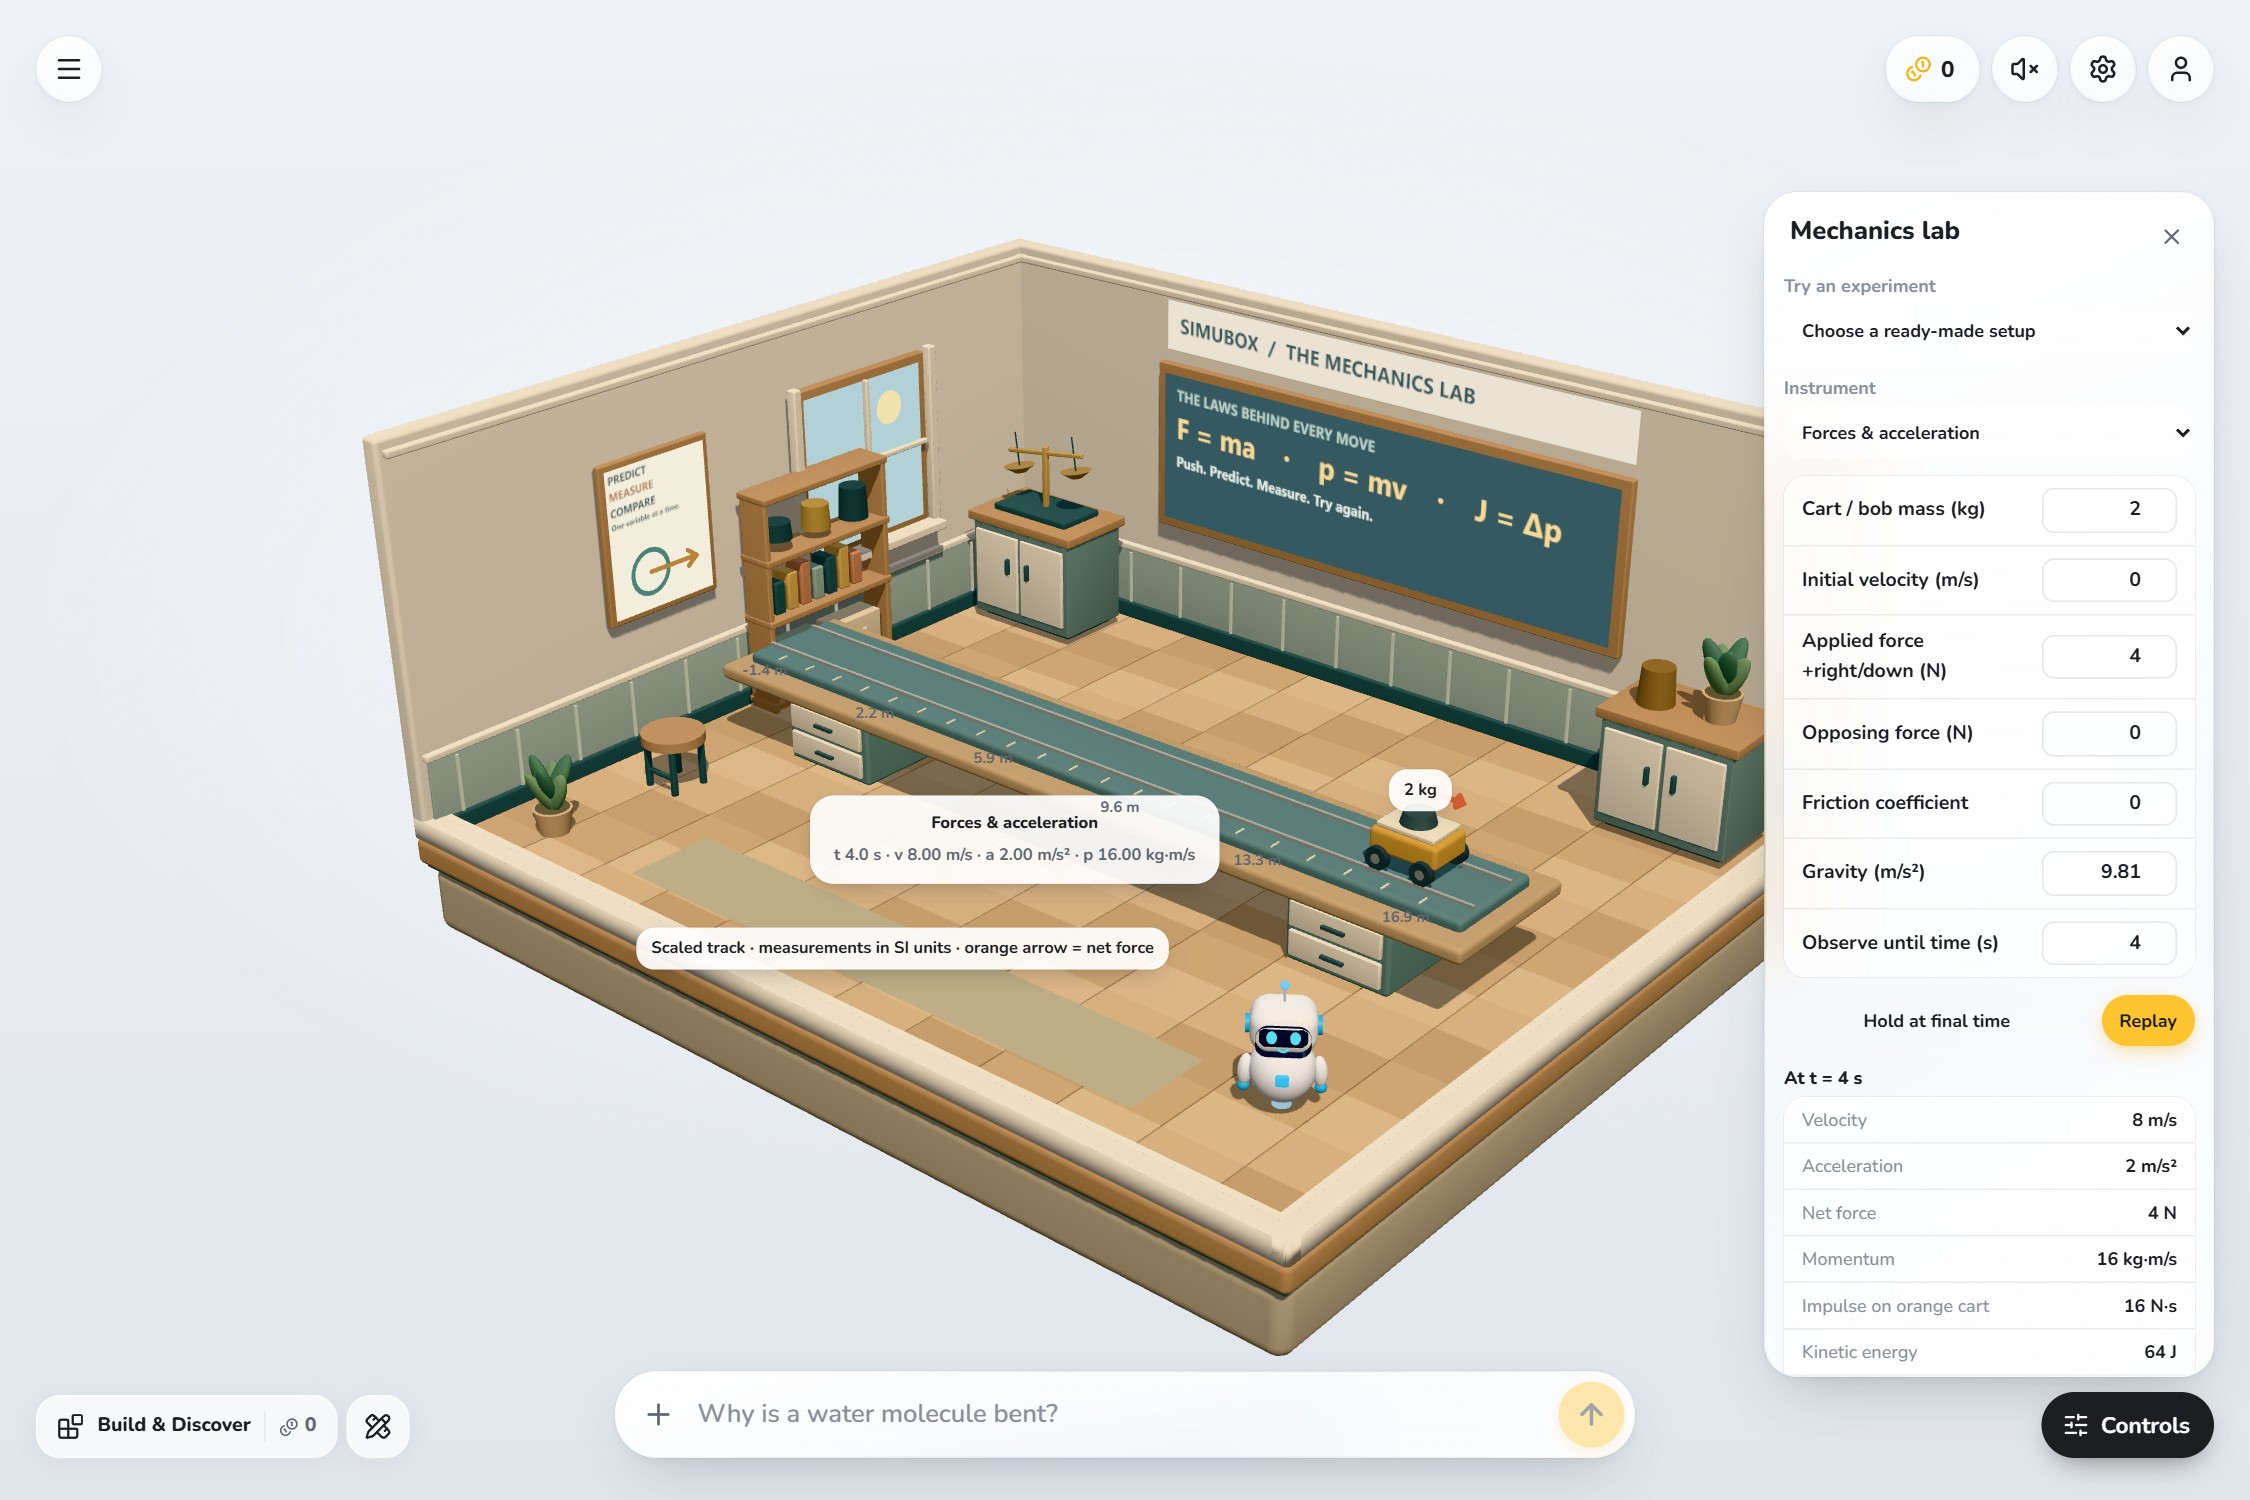 0
Mechanics lab
Try an experiment
Choose a ready-made setup
Instrument
Forces & acceleration
Cart / bob mass (kg) 2
Initial velocity (m/s) 0
Applied force
+right/down (N) 4
Opposing force (N) 0
Friction coefficient 0
Gravity (m/s²) 9.81
Observe until time (s) 4
Hold at final time Replay
At t = 4 s
Velocity 8 m/s
Acceleration 2 m/s²
Net force 4 N
Momentum 16 kg·m/s
Impulse on orange cart 16 N·s
Kinetic energy 64 J
SIMUBOX / THE MECHANICS LAB
THE LAWS BEHIND EVERY MOVE
F = ma · p = mv · J = Δp
Push. Predict. Measure. Try again.
PREDICT
MEASURE
COMPARE
One variable at a time.
-1.4 m
2.2 m
5.9 m
9.6 m
13.3 m
16.9 m
2 kg
Forces & acceleration
t 4.0 s · v 8.00 m/s · a 2.00 m/s² · p 16.00 kg·m/s
Scaled track · measurements in SI units · orange arrow = net force
Build & Discover 0
Why is a water molecule bent?
Controls